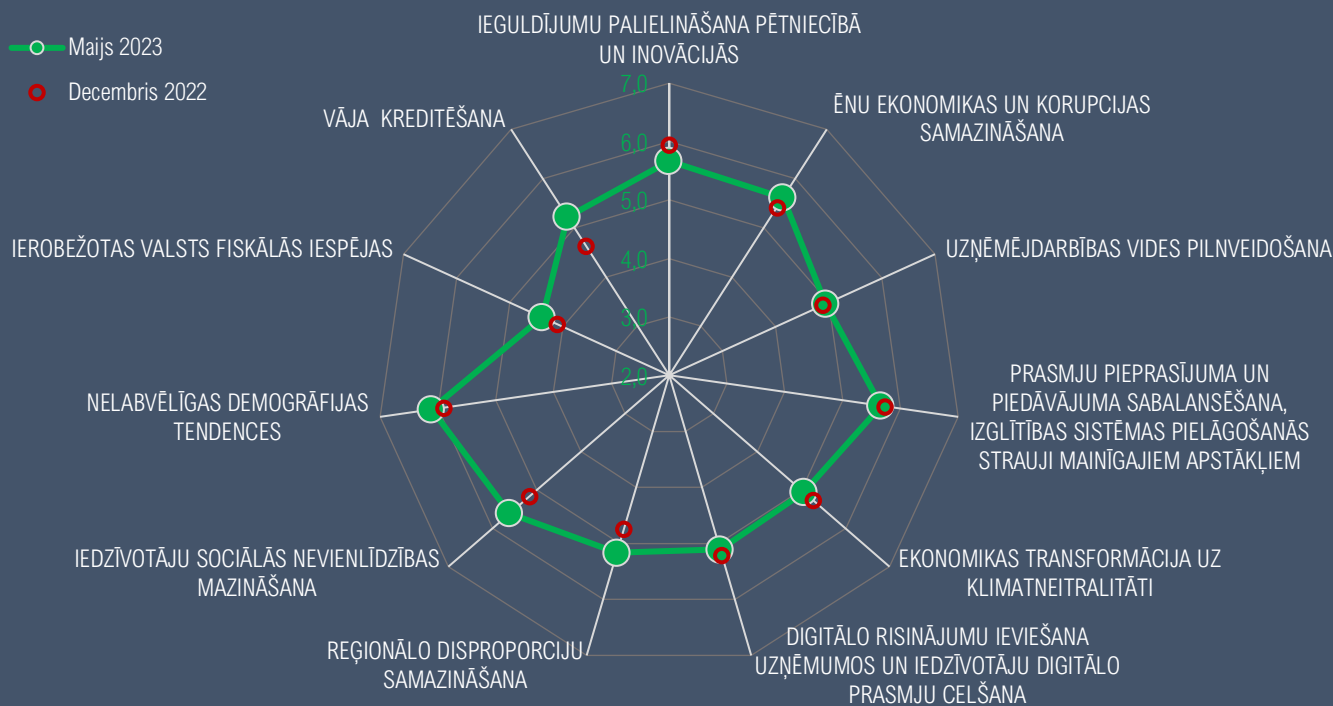 IEGULDĪJUMU PALIELINĀŠANA PĒTNIECĪBĀ
UN INOVĀCIJĀS
Maijs 2023
Decembris 2022
VĀJA KREDITĒŠANA
ĒNU EKONOMIKAS UN KORUPCIJAS
SAMAZINĀŠANA
IEROBEŽOTAS VALSTS FISKĀLĀS IESPĒJAS
UZŅĒMĒJDARBĪBAS VIDES PILNVEIDOŠANA
7,0
6,0
5,0
4,0
3,0
2,0
NELABVĒLĪGAS DEMOGRĀFIJAS
TENDENCES
PRASMJU PIEPRASĪJUMA UN
PIEDĀVĀJUMA SABALANSĒŠANA,
IZGLĪTĪBAS SISTĒMAS PIELĀGOŠANĀS
STRAUJI MAINĪGAJIEM APSTĀKĻIEM
IEDZĪVOTĀJU SOCIĀLĀS NEVIENLĪDZĪBAS
MAZINĀŠANA
EKONOMIKAS TRANSFORMĀCIJA UZ
KLIMATNEITRALITĀTI
REĢIONĀLO DISPROPORCIJU
SAMAZINĀŠANA
DIGITĀLO RISINĀJUMU IEVIEŠANA
UZŅĒMUMOS UN IEDZĪVOTĀJU DIGITĀLO
PRASMJU CELŠANA